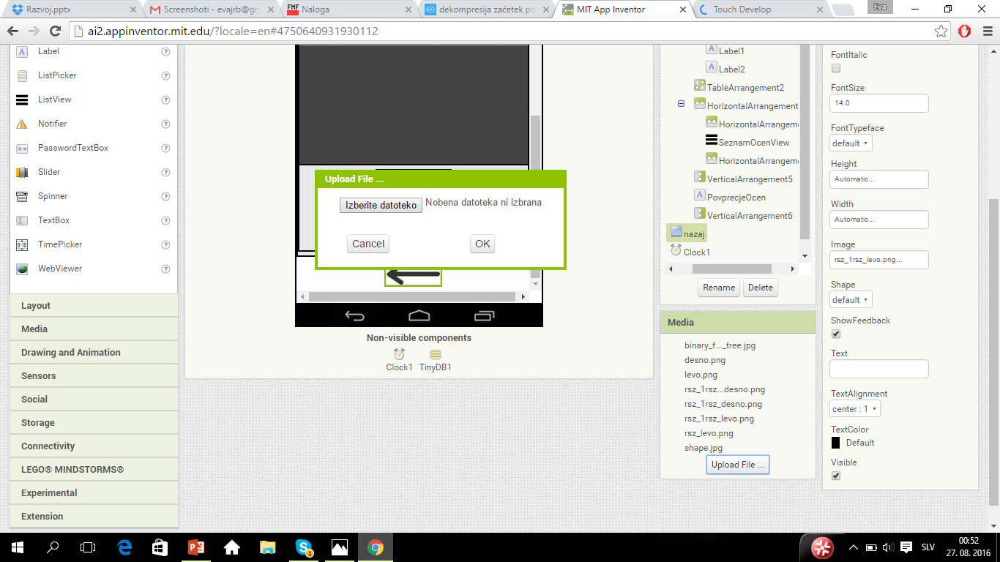 Razvoj.pptx
Screenshoti - evajrb@gm
Naloga
dekompresija začetek po
MIT App Inventor
Touch Develop
Eva
ai2.appinventor.mit.edu/?locale=en#4750640931930112
Label
ListPicker
ListView
Notifier
PasswordTextBox
Slider
Spinner
TextBox
TimePicker
WebViewer
Layout
Media
Drawing and Animation
Sensors
Social
Storage
Connectivity
LEGO® MINDSTORMS®
Experimental
Extension
Upload File ...
Izberite datoteko Nobena datoteka ni izbrana
Cancel OK
Non-visible components
Clock1 TinyDB1
Label1
Label2
TableArrangement2
HorizontalArrangement
HorizontalArrangem
SeznamOcenView
HorizontalArrangem
VerticalArrangement5
PovprecjeOcen
VerticalArrangement6
nazaj
Clock1
Rename Delete
Media
binary_f..._tree.jpg
desno.png
levo.png
rsz_1rsz...desno.png
rsz_1rsz_desno.png
rsz_1rsz_levo.png
rsz_levo.png
shape.jpg
Upload File ...
FontItalic
FontSize
14.0
FontTypeface
default
Height
Automatic...
Width
Automatic...
Image
rsz_1rsz_levo.png...
Shape
default
ShowFeedback
Text
TextAlignment
center : 1
TextColor
Default
Visible
SLV
00:52
27. 08. 2016